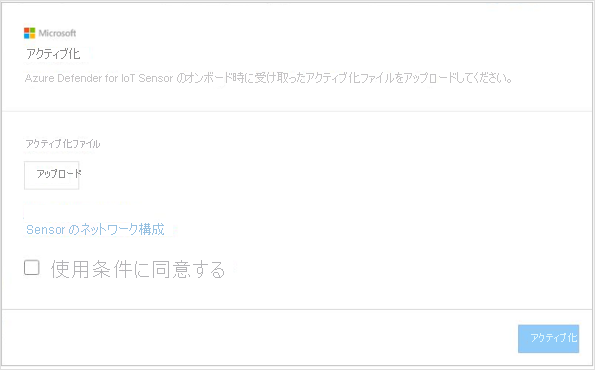 Microsoft
アクティブ化
Azure Defender for IoT Sensor のオンボード時に受け取ったアクティブ化ファイルをアップロードしてください。
アクティブ化ファイル
アップロード
Sensor のネットワーク構成
使用条件に同意する
アクティブ化